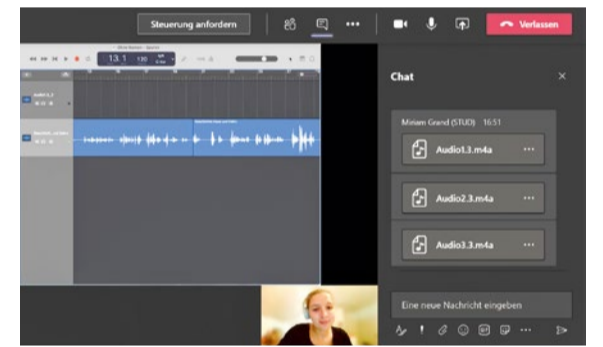 Steuerung anfordern
Verlassen
13.1
120
Chat
Miriam Grand (STUD) 16:51
Audio1.3.m4a
Audio2.3.m4a
Audio3.3.m4a
Eine neue Nachricht eingeben